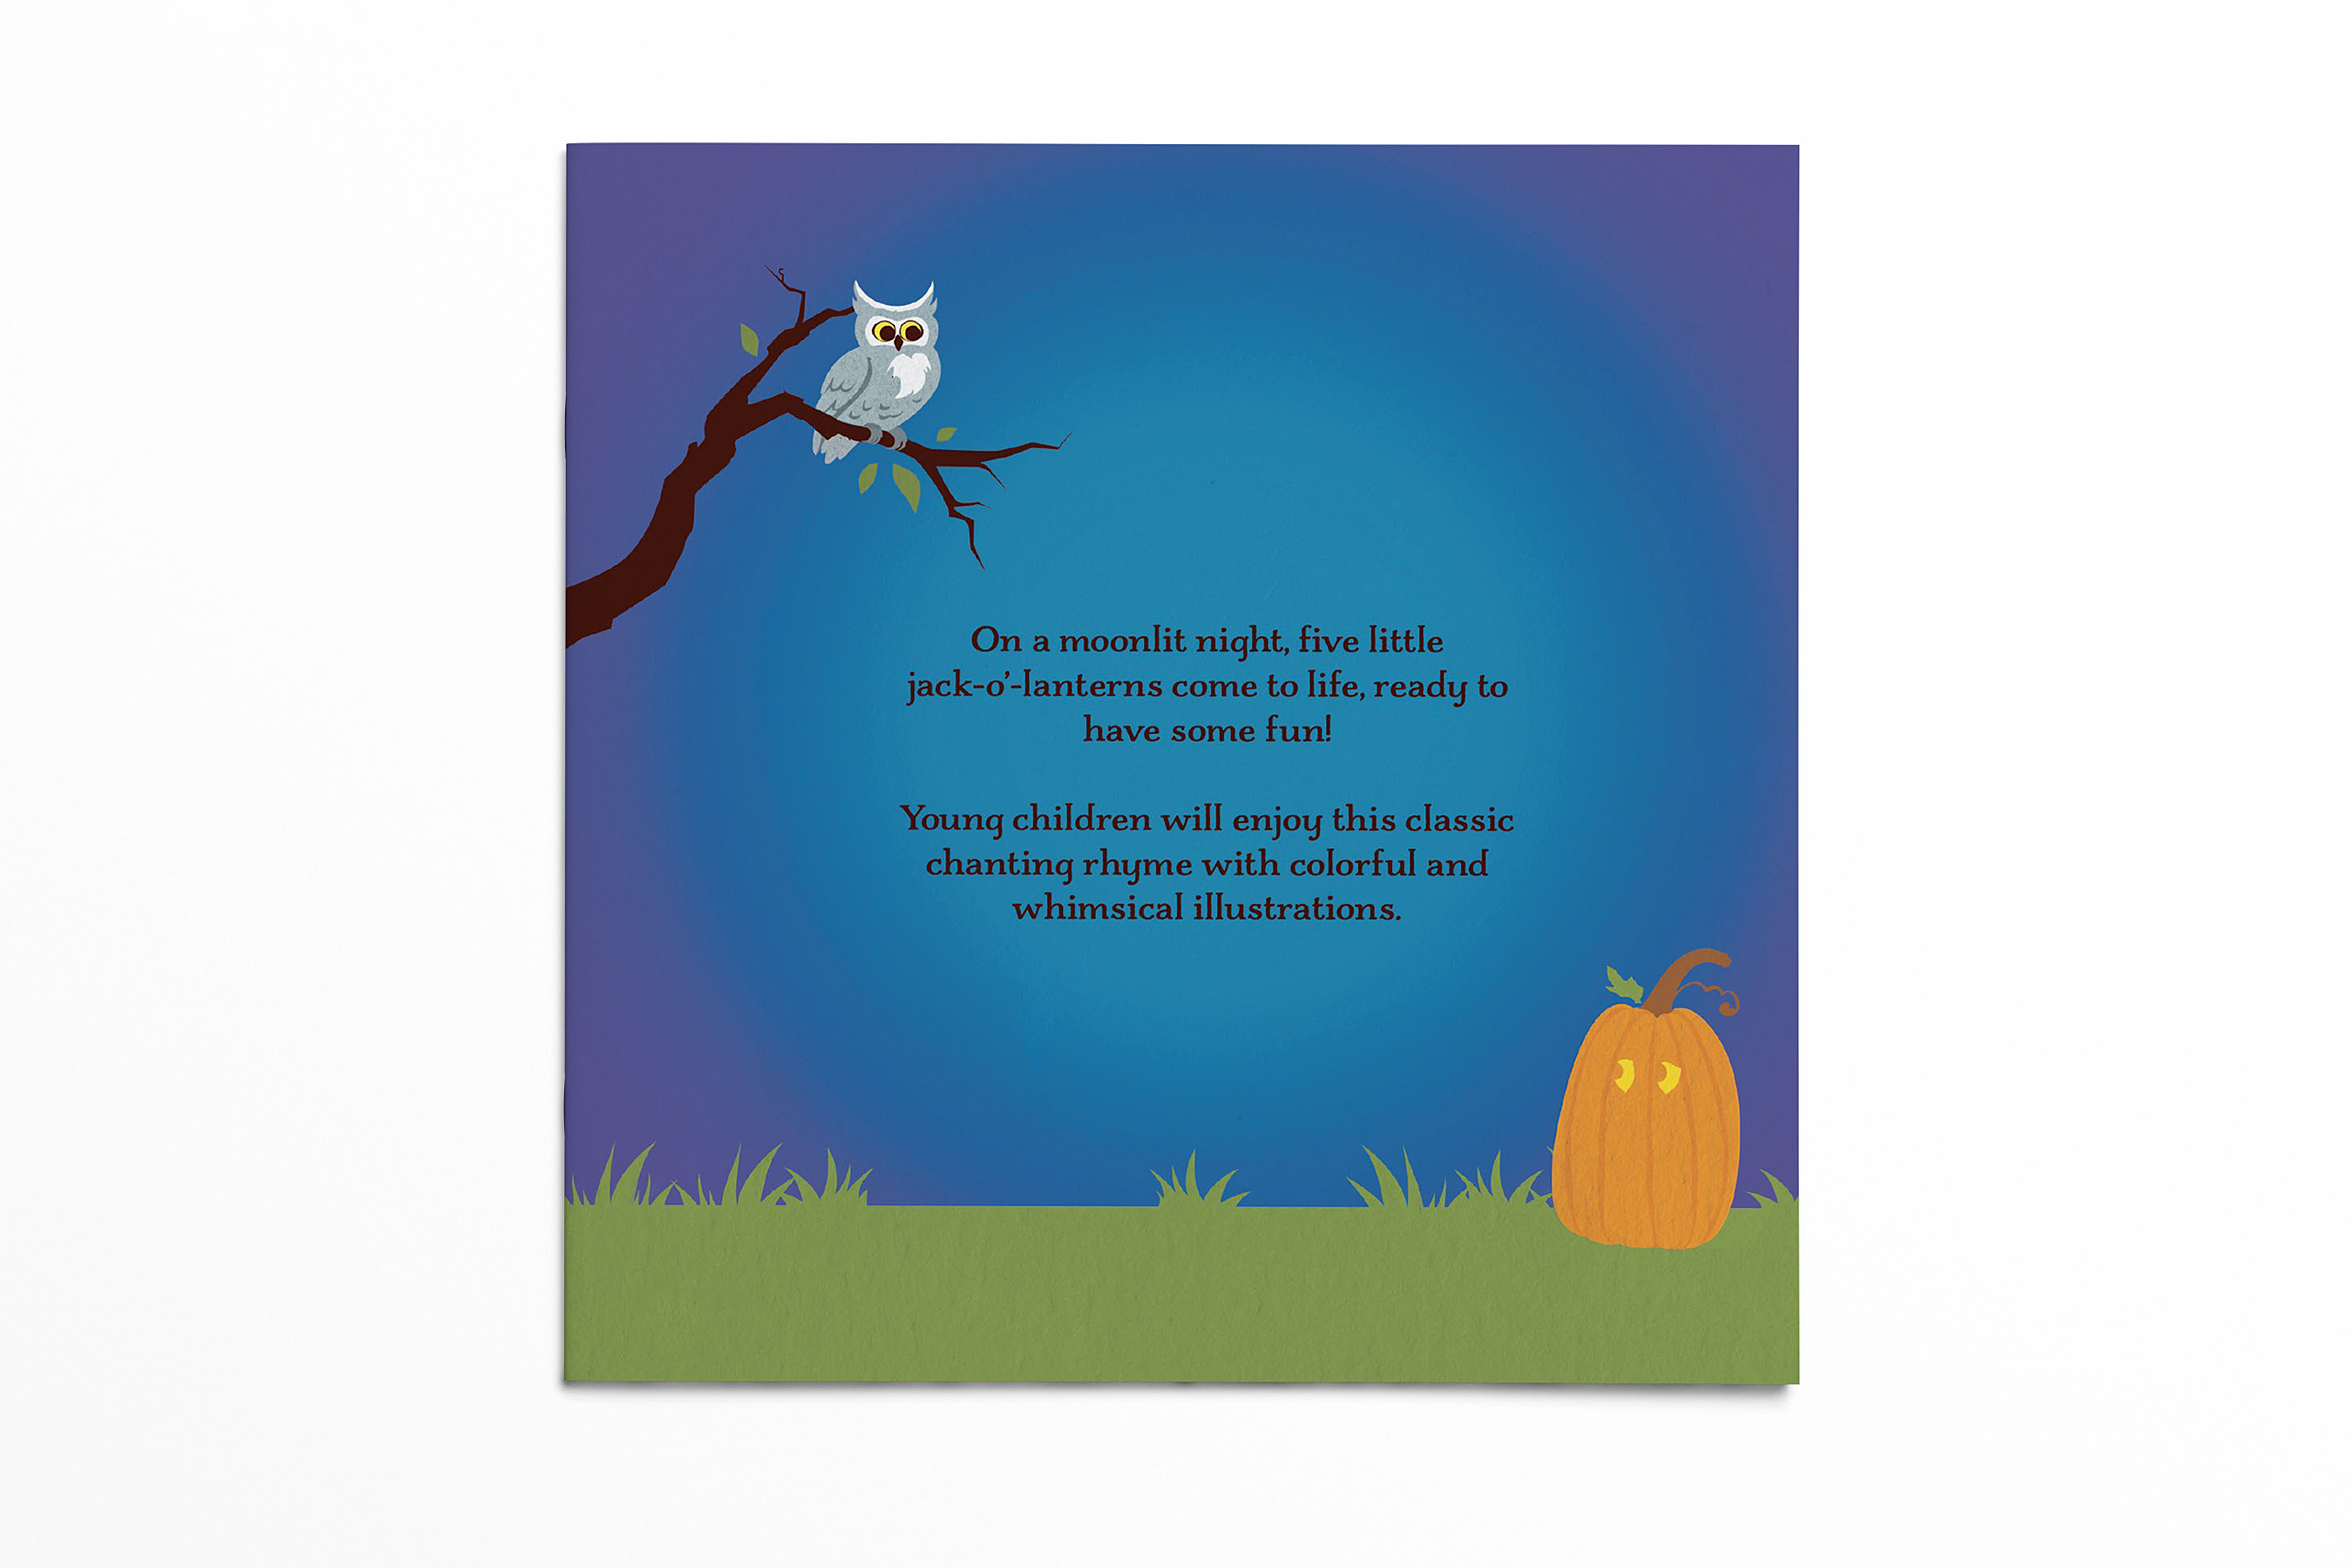 On a moonlit night, five little
jack-o’-lanterns come to life, ready to
have some fun!
Young children will enjoy this classic
chanting rhyme with colorful and
whimsical illustrations.